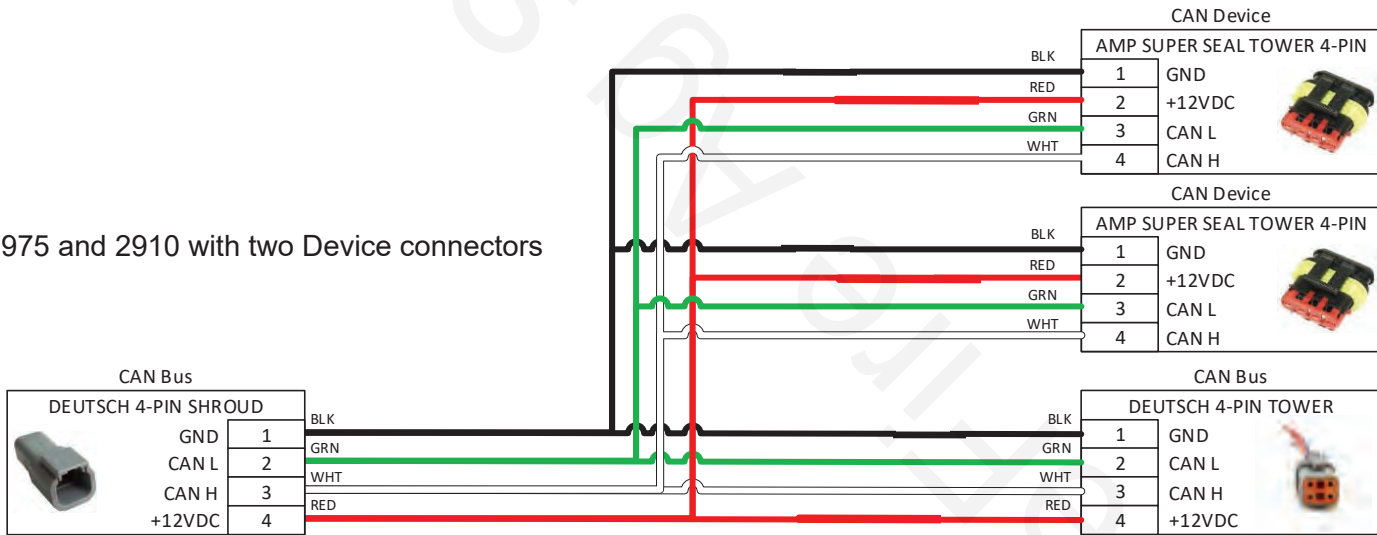 CAN Device
AMP SUPER SEAL TOWER 4-PIN
BLK 1 GND
RED 2 +12VDC
GRN 3 CAN L
WHT 4 CAN H
CAN Device
AMP SUPER SEAL TOWER 4-PIN
975 and 2910 with two Device connectors
BLK 1 GND
RED 2 +12VDC
GRN 3 CAN L
WHT 4 CAN H
CAN Bus
DEUTSCH 4-PIN SHROUD
GND 1 BLK
CAN L 2 GRN
CAN H 3 WHT
+12VDC 4 RED
CAN Bus
DEUTSCH 4-PIN TOWER
BLK 1 GND
GRN 2 CAN L
WHT 3 CAN H
RED 4 +12VDC